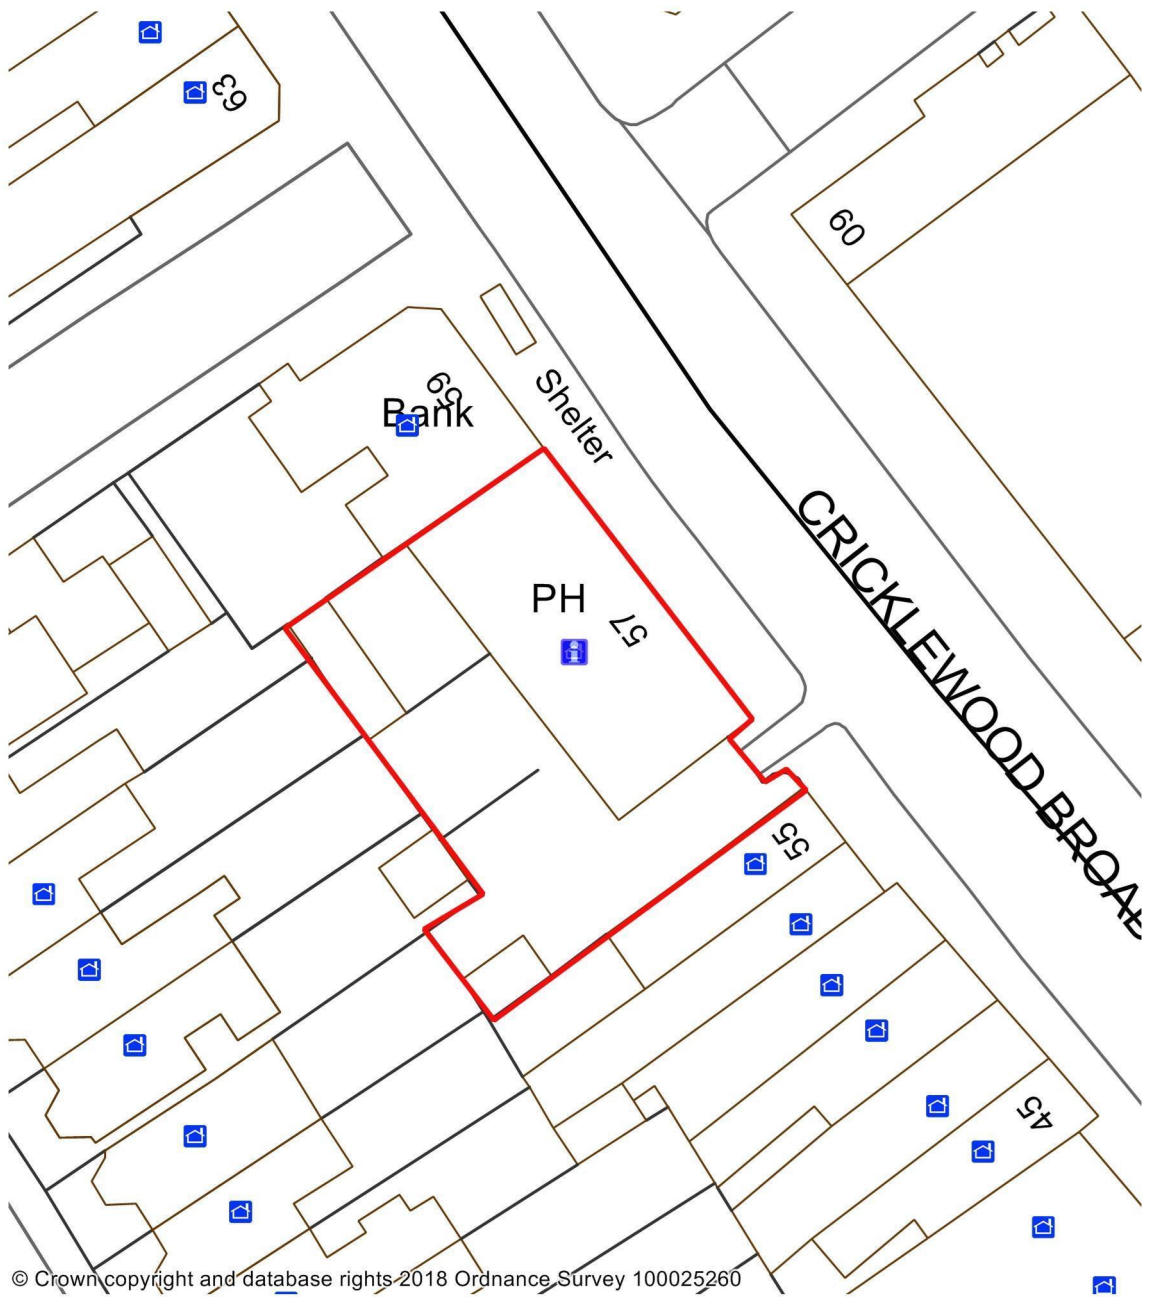 63
60
59
Bank
Shelter
PH
57
CRICKLEWOOD BROAD
55
45
© Crown copyright and database rights 2018 Ordnance Survey 100025260